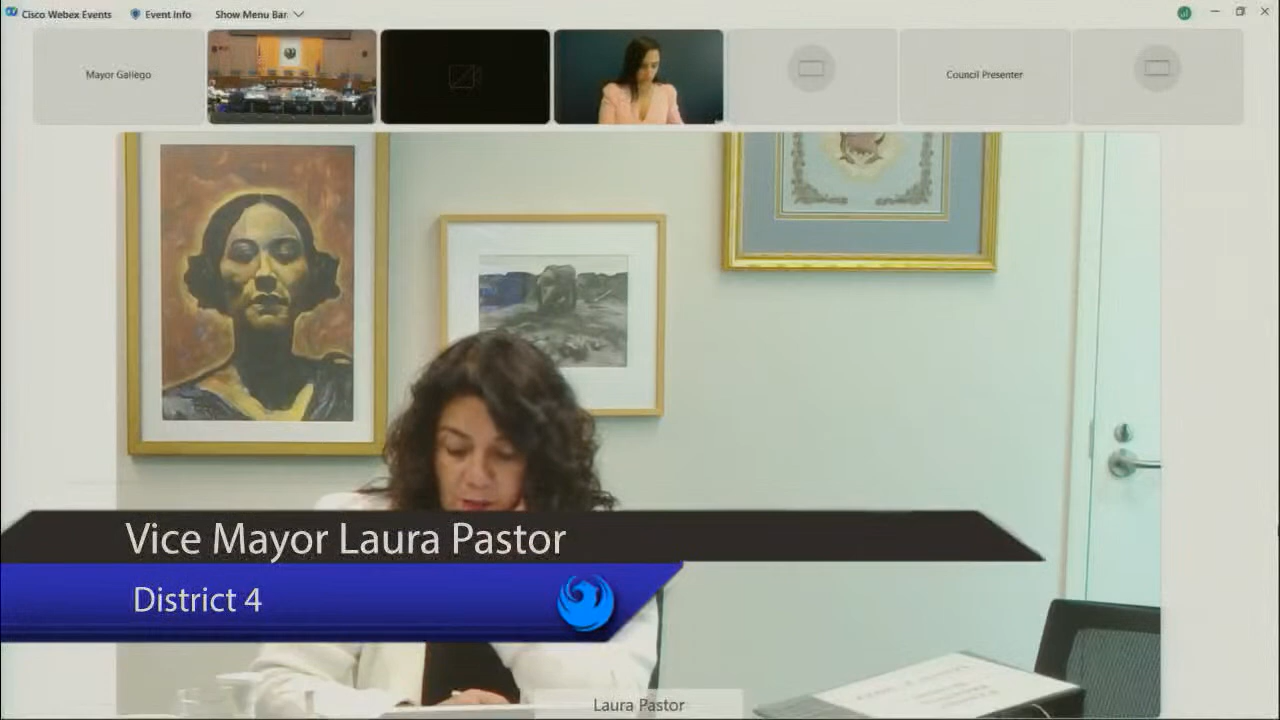 Cisco Webex Events
Event Info
Show Menu Bar
Mayor Gallego
Council Presenter
Vice Mayor Laura Pastor
District 4
Laura Pastor